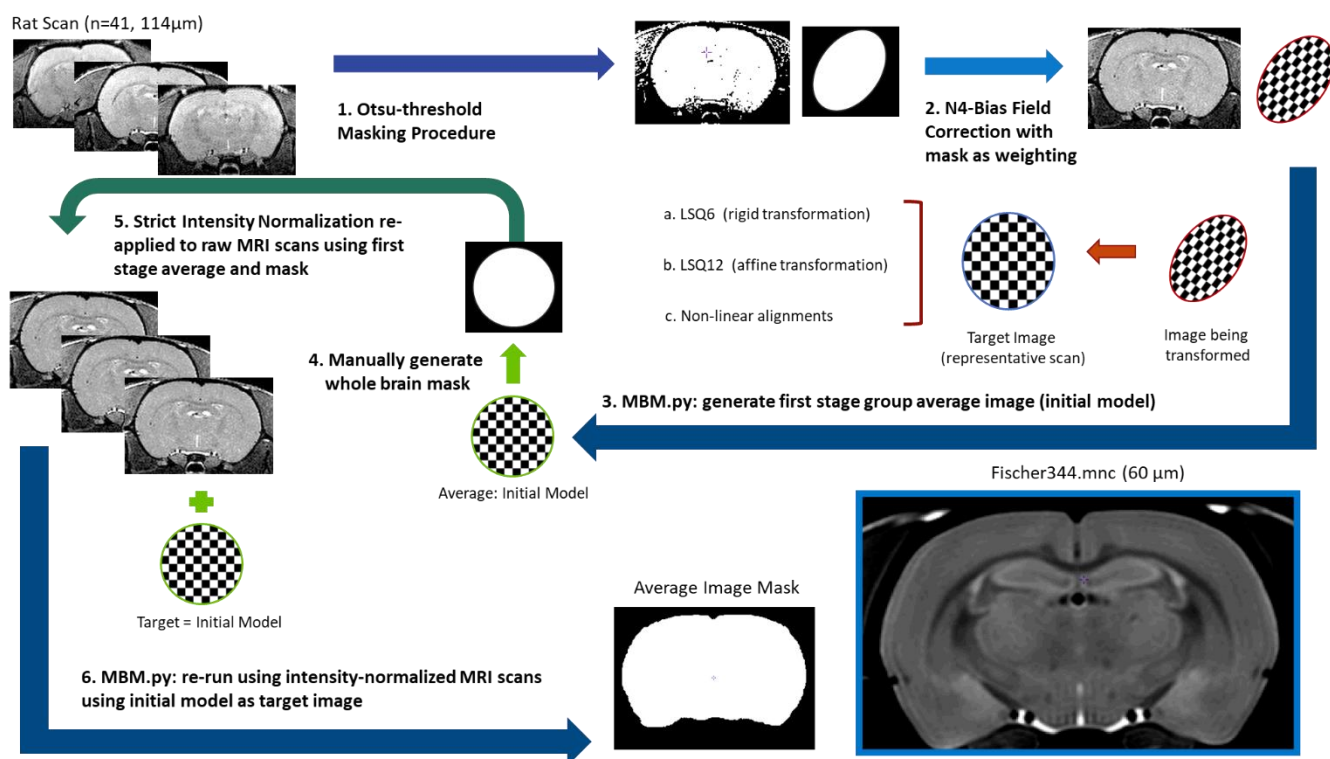 Rat Scan (n=41, 114µm)
1. Otsu-threshold
Masking Procedure
2. N4-Bias Field
Correction with
mask as weighting
5. Strict Intensity Normalization re-
applied to raw MRI scans using first
stage average and mask
a. LSQ6 (rigid transformation)
b. LSQ12 (affine transformation)
c. Non-linear alignments
Target Image
(representative scan)
Image being
transformed
4. Manually generate
whole brain mask
3. MBM.py: generate first stage group average image (initial model)
Average: Initial Model
Fischer344.mnc (60 µm)
Target = Initial Model
Average Image Mask
6. MBM.py: re-run using intensity-normalized MRI scans
using initial model as target image